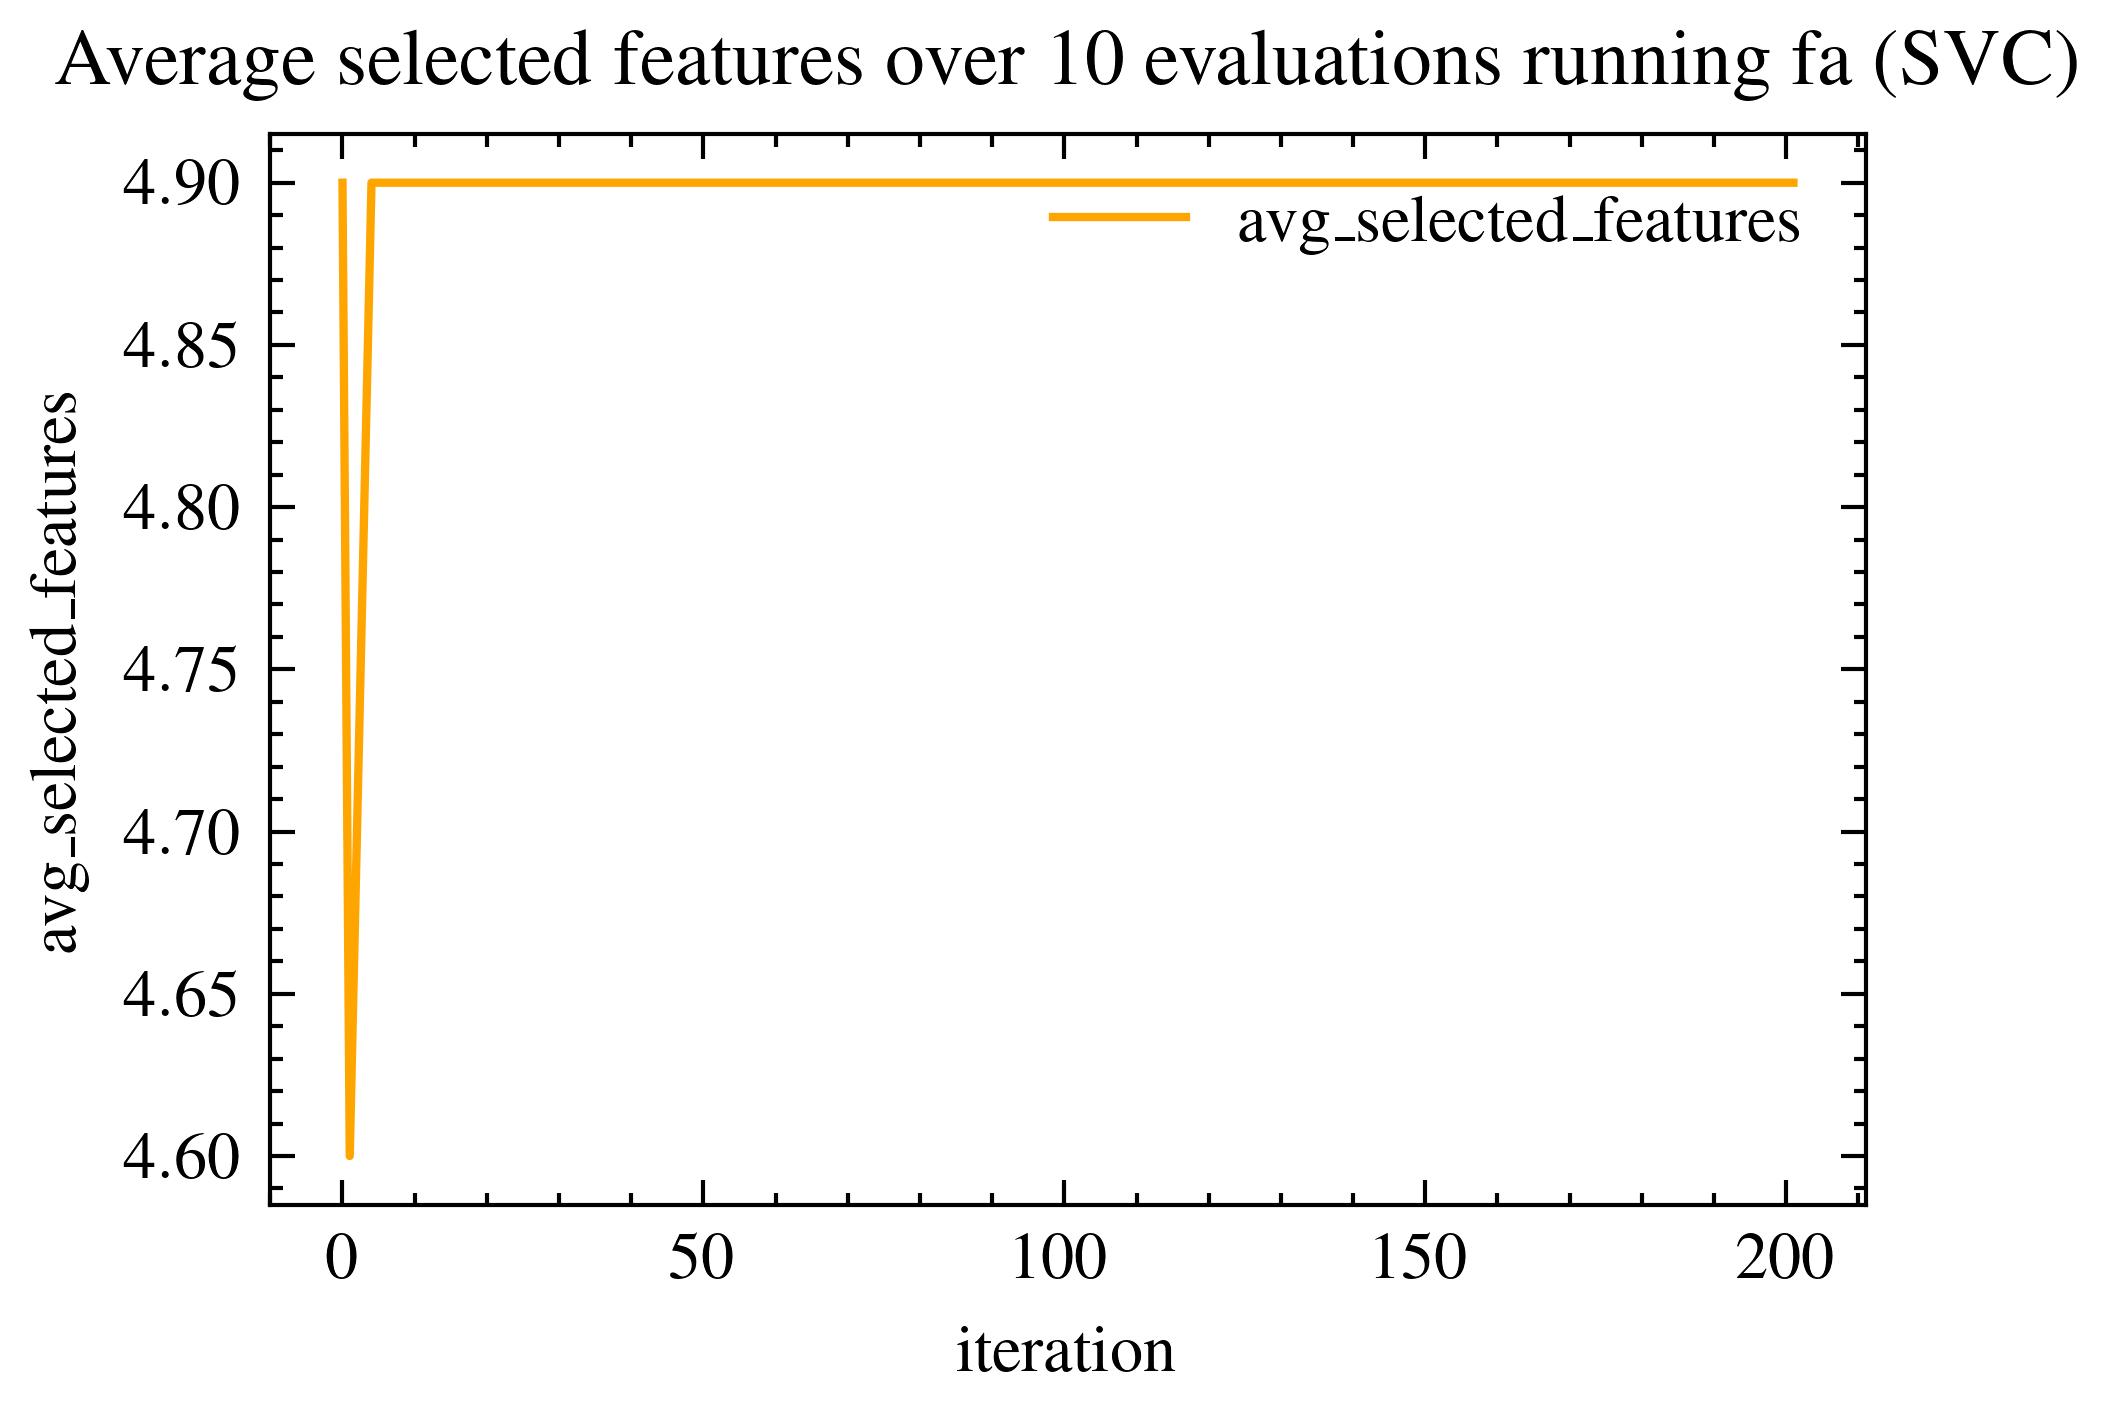 Average selected features over 10 evaluations running fa (SVC)
avg_selected_features
4.90
4.85
4.80
4.75
4.70
4.65
4.60
avg_selected_features
0 50 100 150 200
iteration